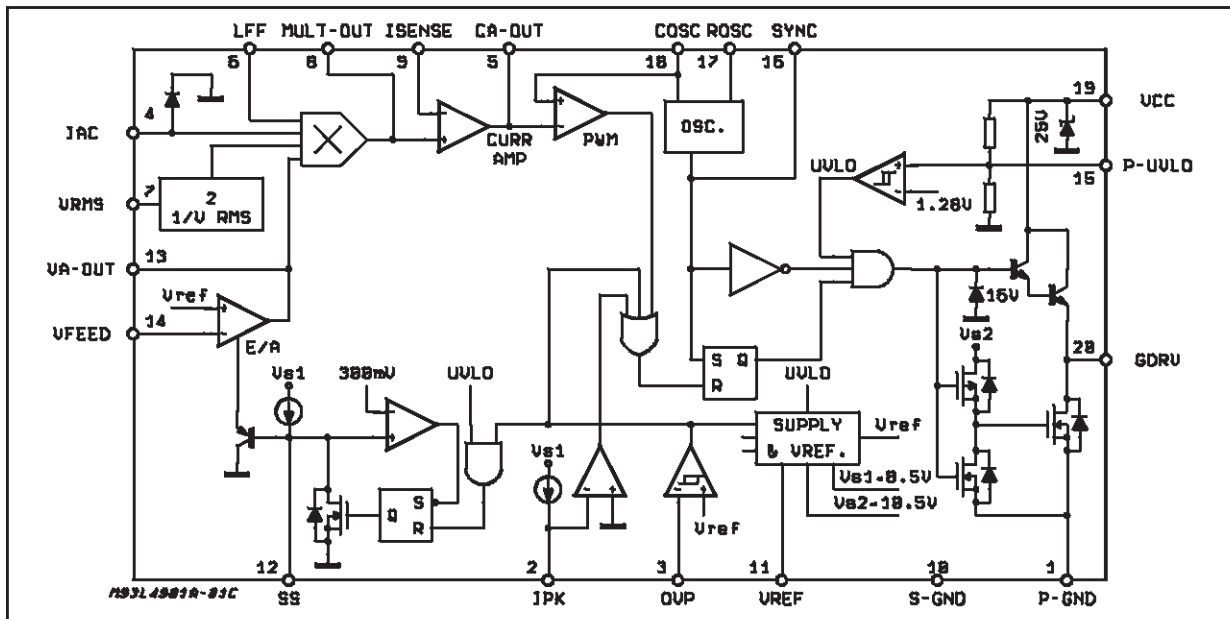 LFF MULT-OUT ISENSE CA-OUT COSC ROSC SYNC
6 8 9 5 18 17 16
19
VCC
4
IAC
OSC.
CURR
AMP
PWM
25V
UVLO
P-UVLO
15
7
VRMS
2
1/V RMS
1.28V
13
VA-OUT
Vref
15V
14
VFEED
E/A
Vs2
20
GDRV
S Q
R
Vs1
300mV
UVLO
UVLO
SUPPLY
& VREF.
Vref
Vs1
Vs1-8.5V
Vs2-10.5V
Q S
R
Vref
12 2 3 11 10 1
M93L4981A-01C
SS IPK OVP VREF S-GND P-GND